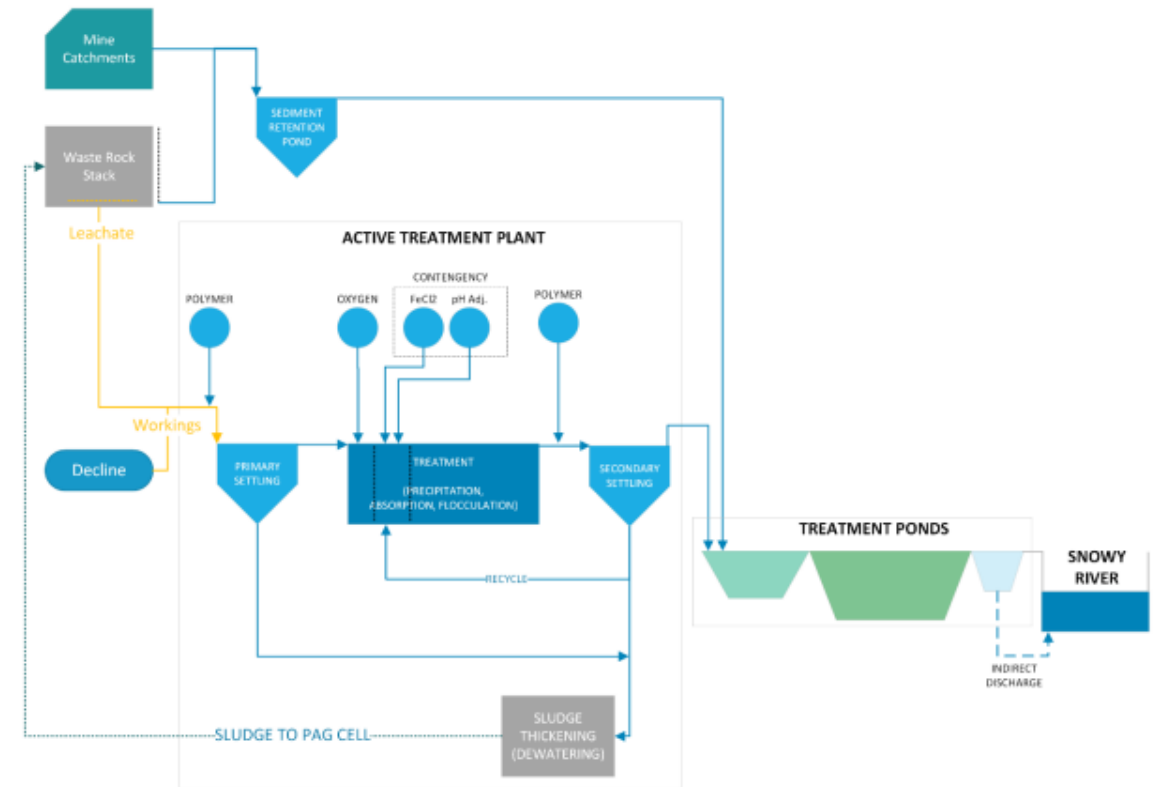 Mine
Catchments
SEDIMENT
RETENTION
POND
Waste Rock
Stack
Leachate
ACTIVE TREATMENT PLANT
CONTENGENCY
POLYMER
OXYGEN
FeCl2
pH Adj.
POLYMER
Workings
Decline
PRIMARY
SETTLING
TREATMENT
(PRECIPITATION,
ABSORPTION, FLOCCULATION)
SECONDARY
SETTLING
RECYCLE
TREATMENT PONDS
SNOWY
RIVER
INDIRECT
DISCHARGE
SLUDGE
THICKENING
(DEWATERING)
SLUDGE TO PAG CELL